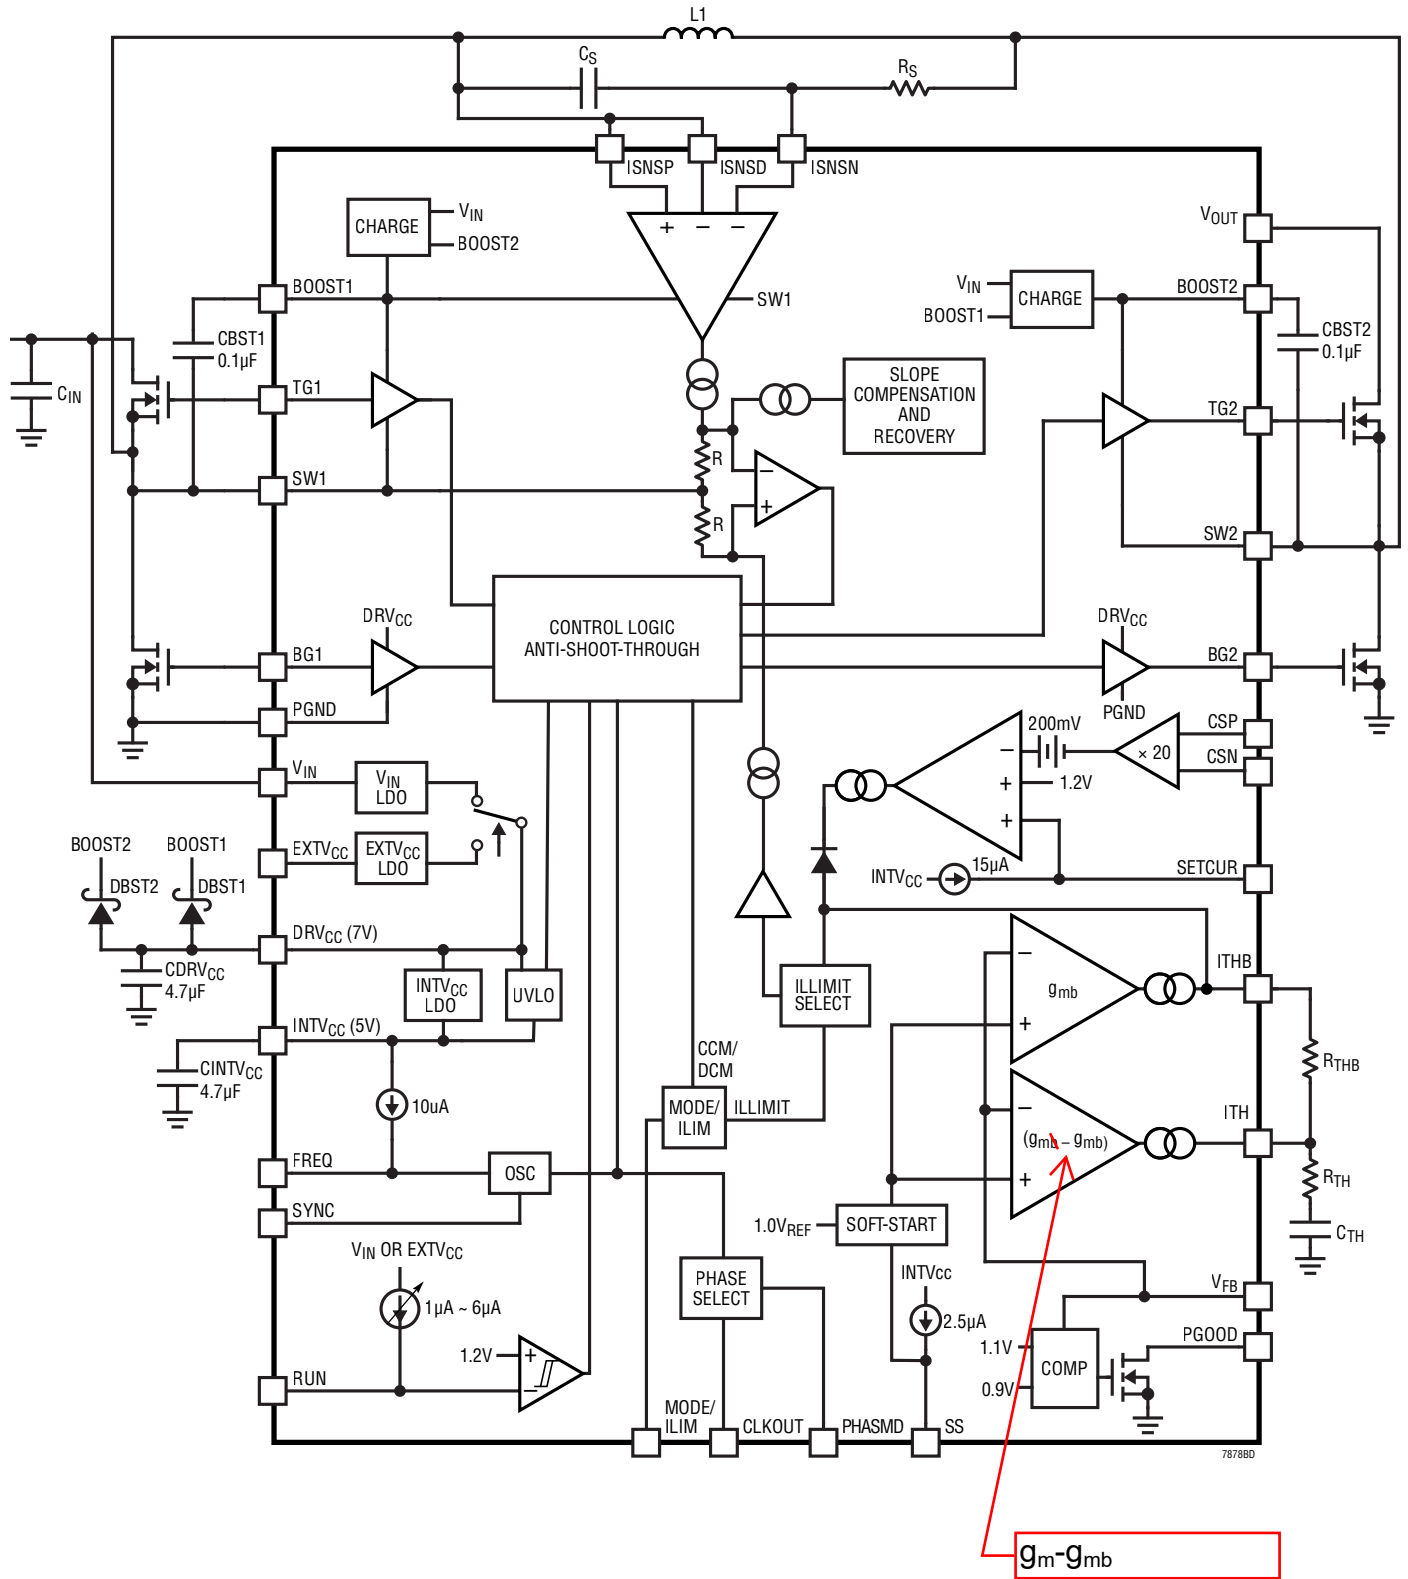 L1
CS
RS
ISNSP
ISNSD
ISNSN
CHARGE
VIN
BOOST2
+ − −
VOUT
BOOST1
SW1
VIN
BOOST1
CHARGE
BOOST2
CBST1
0.1µF
CBST2
0.1µF
CIN
TG1
SLOPE
COMPENSATION
AND
RECOVERY
TG2
R
−
+
SW1
R
SW2
CONTROL LOGIC
ANTI-SHOOT-THROUGH
DRVCC
BG1
PGND
DRVCC
BG2
PGND
200mV
× 20
CSP
CSN
−
+
1.2V
+
VIN
VIN
LDO
EXTVCC
EXTVCC
LDO
INTVCC
15µA
SETCUR
BOOST2
BOOST1
DBST2
DBST1
DRVCC (7V)
CDRVCC
4.7µF
INTVCC
LDO
UVLO
ILLIMIT
SELECT
−
gmb
+
ITHB
INTVCC (5V)
CINTVCC
4.7µF
10uA
CCM/
DCM
MODE/
ILIM
ILLIMIT
RTHB
−
(gmb – gmb)
+
ITH
RTH
CTH
FREQ
OSC
SYNC
1.0VREF
SOFT-START
VIN OR EXTVCC
1µA ~ 6µA
PHASE
SELECT
INTVCC
2.5µA
VFB
PGOOD
1.1V
COMP
0.9V
1.2V
+
−
RUN
MODE/
ILIM
CLKOUT
PHASMD
SS
7878BD
gm-gmb